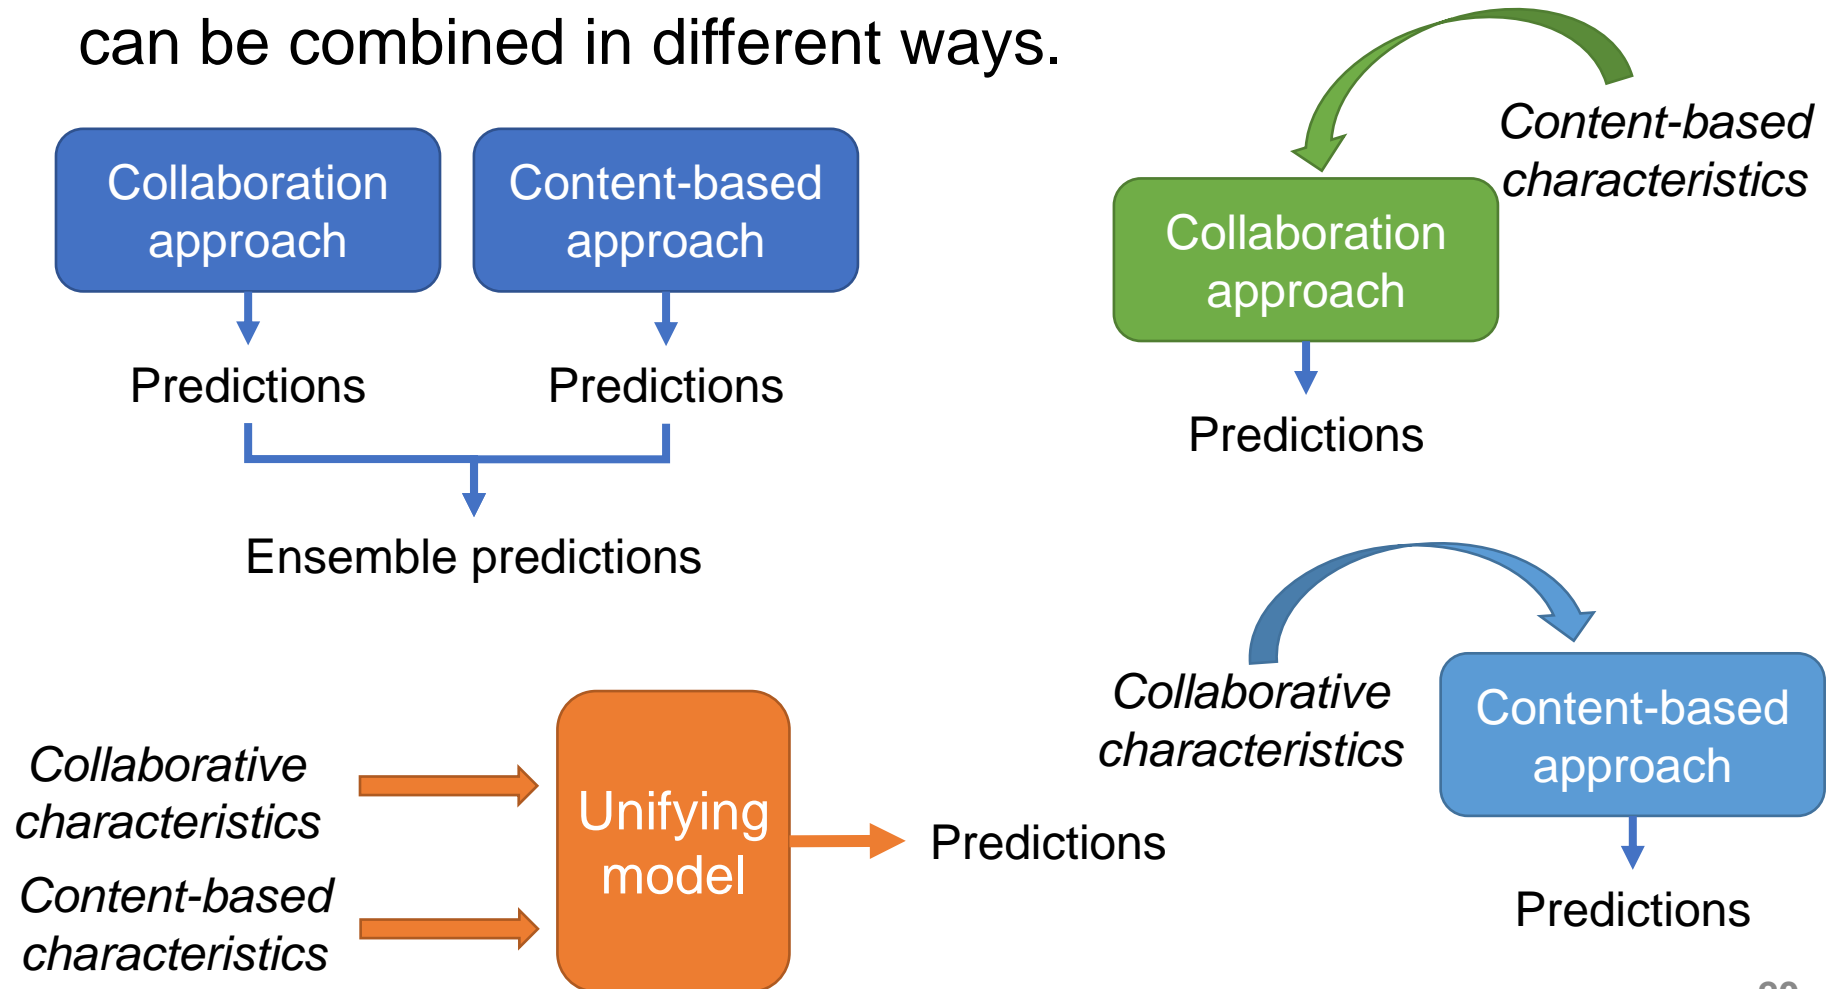 can be combined in different ways.
Collaboration
approach
Content-based
approach
Predictions
Predictions
Ensemble predictions
Content-based
characteristics
Collaboration
approach
Predictions
Collaborative
characteristics
Content-based
characteristics
Unifying
model
Predictions
Collaborative
characteristics
Content-based
approach
Predictions